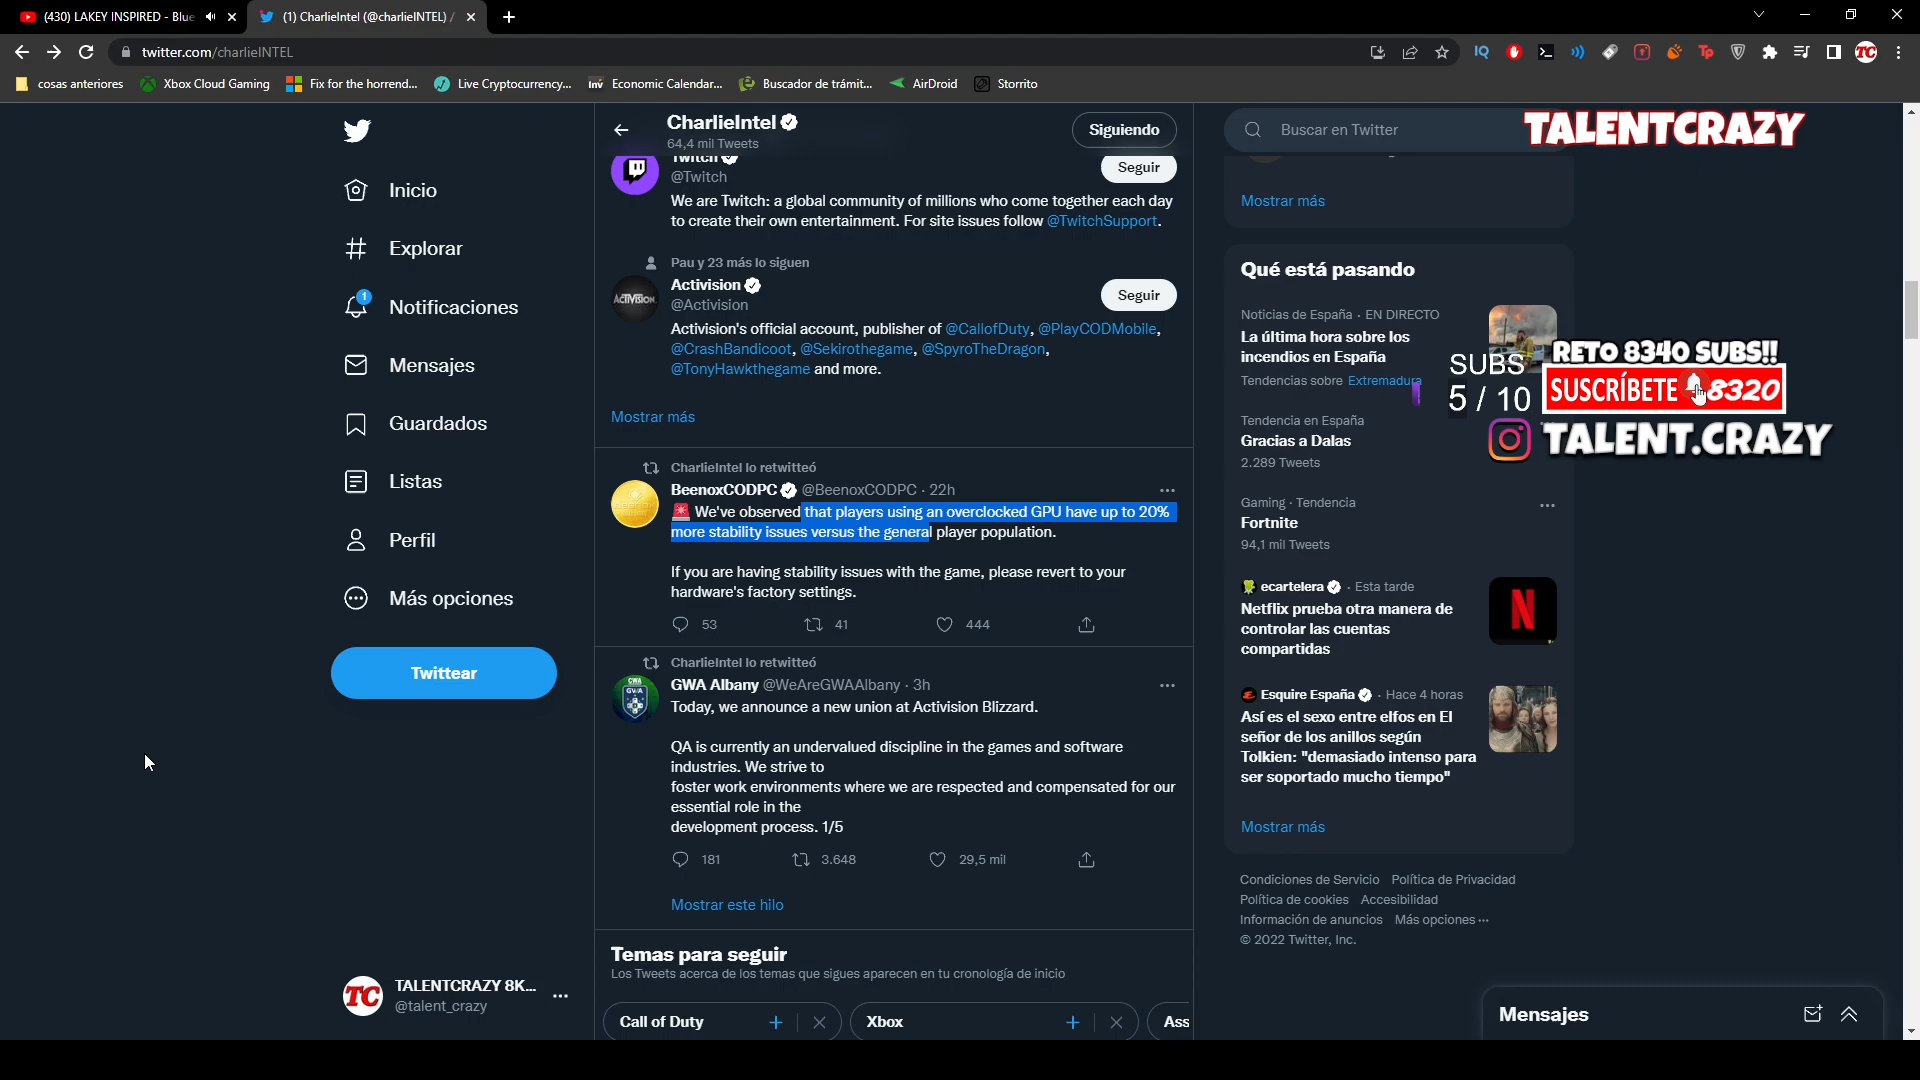 (430) LAKEY INSPIRED - Blue
(1) CharlieIntel (@charlieINTEL) /
twitter.com/charlieINTEL
cosas anteriores
Xbox Cloud Gaming
Fix for the horrend...
Live Cryptocurrency...
inv Economic Calendar...
Buscador de trámit...
AirDroid
Storrito
IQ
Tp
TC
Inicio
Explorar
1
Notificaciones
Mensajes
Guardados
Listas
Perfil
Más opciones
Twittear
TC
TALENTCRAZY 8K...
@talent_crazy
CharlieIntel
64,4 mil Tweets
Siguiendo
Twitch
@Twitch
Seguir
We are Twitch: a global community of millions who come together each day
to create their own entertainment. For site issues follow @TwitchSupport.
Pau y 23 más lo siguen
ACTIVISION
Activision
@Activision
Seguir
Activision's official account, publisher of @CallofDuty, @PlayCODMobile,
@CrashBandicoot, @Sekirothegame, @SpyroTheDragon,
@TonyHawkthegame and more.
Mostrar más
CharlieIntel lo retwitteó
BeenoxCODPC @BeenoxCODPC · 22h
🚨 We've observed that players using an overclocked GPU have up to 20%
more stability issues versus the general player population.
If you are having stability issues with the game, please revert to your
hardware's factory settings.
53
41
444
CharlieIntel lo retwitteó
GWA
GWA Albany @WeAreGWAAlbany · 3h
Today, we announce a new union at Activision Blizzard.
QA is currently an undervalued discipline in the games and software
industries. We strive to
foster work environments where we are respected and compensated for our
essential role in the
development process. 1/5
181
3.648
29,5 mil
Mostrar este hilo
Temas para seguir
Los Tweets acerca de los temas que sigues aparecen en tu cronología de inicio
Call of Duty
Xbox
Ass
Buscar en Twitter
TALENTCRAZY
Mostrar más
Qué está pasando
Noticias de España · EN DIRECTO
La última hora sobre los
incendios en España
Tendencias sobre Extremadura
SUBS
5 / 10
RETO 8340 SUBS!!
SUSCRÍBETE 8320
TALENT.CRAZY
Tendencia en España
Gracias a Dalas
2.289 Tweets
Gaming · Tendencia
Fortnite
94,1 mil Tweets
ecartelera · Esta tarde
Netflix prueba otra manera de
controlar las cuentas
compartidas
N
Esquire España · Hace 4 horas
Así es el sexo entre elfos en El
señor de los anillos según
Tolkien: "demasiado intenso para
ser soportado mucho tiempo"
Mostrar más
Condiciones de Servicio Política de Privacidad
Política de cookies Accesibilidad
Información de anuncios Más opciones ···
© 2022 Twitter, Inc.
Mensajes